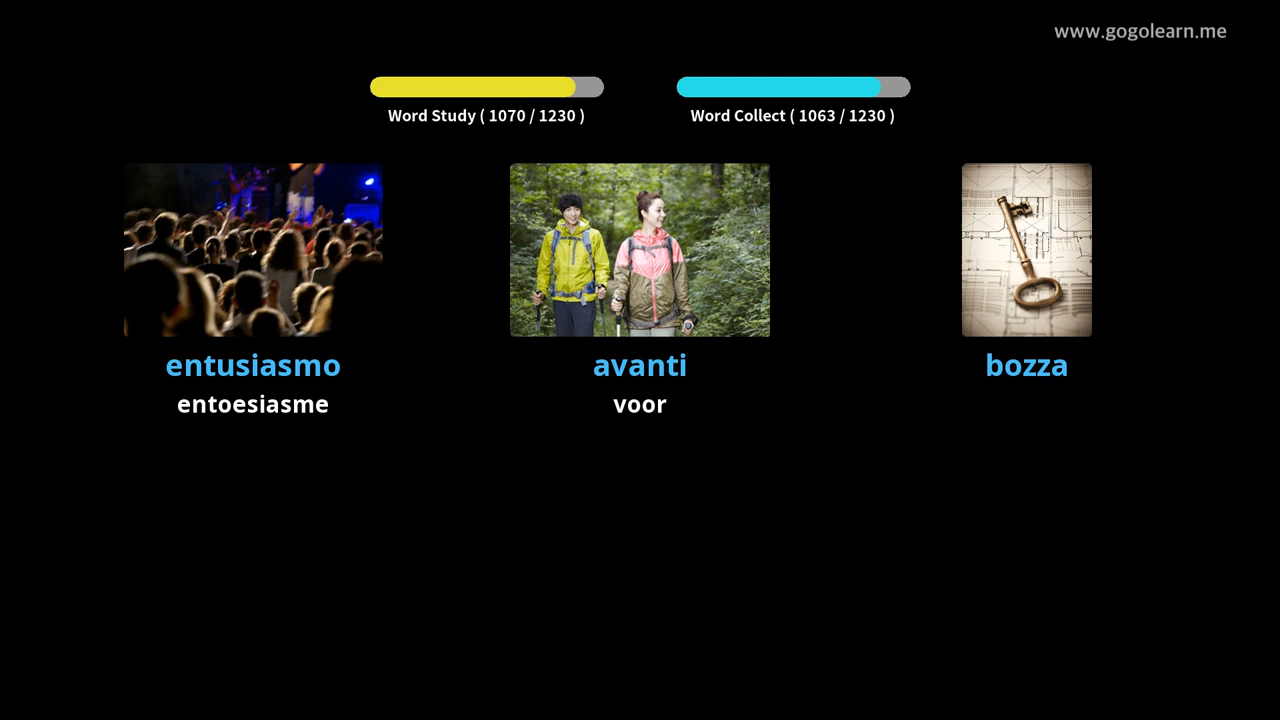 www.gogolearn.me
Word Study ( 1070 / 1230 )
Word Collect ( 1063 / 1230 )
entusiasmo
avanti
bozza
entoesiasme
voor